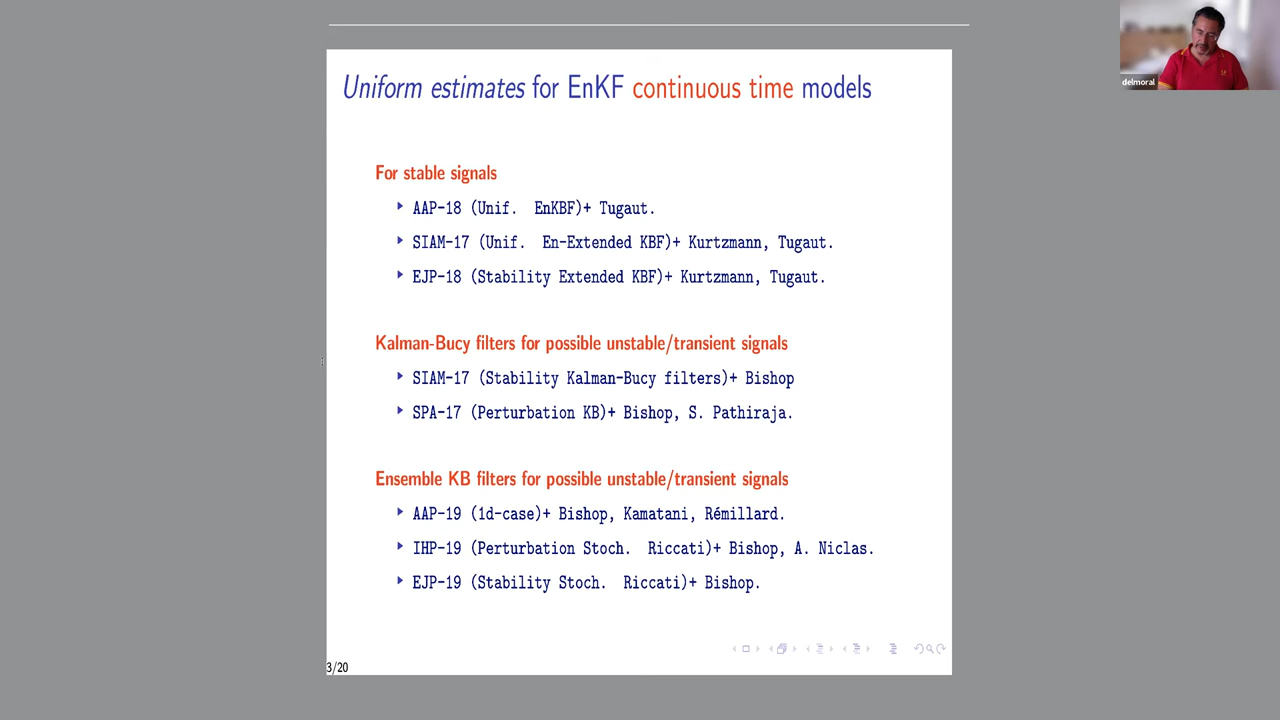 Uniform estimates for EnKF continuous time models
delmoral
For stable signals
AAP-18 (Unif. EnKBF)+ Tugaut.
SIAM-17 (Unif. En-Extended KBF)+ Kurtzmann, Tugaut.
EJP-18 (Stability Extended KBF)+ Kurtzmann, Tugaut.
Kalman-Bucy filters for possible unstable/transient signals
SIAM-17 (Stability Kalman-Bucy filters)+ Bishop
SPA-17 (Perturbation KB)+ Bishop, S. Pathiraja.
Ensemble KB filters for possible unstable/transient signals
AAP-19 (1d-case)+ Bishop, Kamatani, Rémillard.
IHP-19 (Perturbation Stoch. Riccati)+ Bishop, A. Niclas.
EJP-19 (Stability Stoch. Riccati)+ Bishop.
3/20